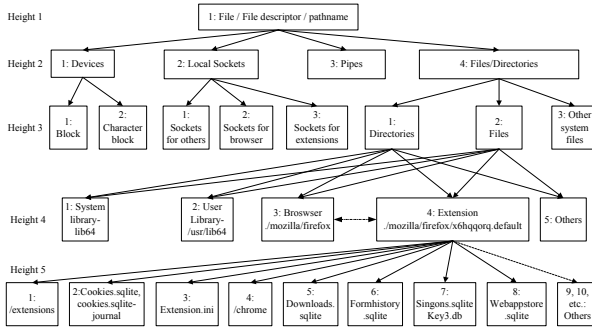 Height 1
1: File / File descriptor / pathname
Height 2
1: Devices
2: Local Sockets
3: Pipes
4: Files/Directories
Height 3
1:
Block
2:
Character
block
1:
Sockets
for others
2:
Sockets for
browser
3:
Sockets for
extensions
1:
Directories
2:
Files
3: Other
system
files
Height 4
1: System
library-
lib64
2: User
Library-
/usr/lib64
3: Browswer
./mozilla/firefox
4: Extension
./mozilla/firefox/x6hqqorq.default
5: Others
Height 5
1:
/extensions
2:Cookies.sqlite,
cookies.sqlite-
journal
3:
Extension.ini
4:
/chrome
5:
Downloads.
sqlite
6:
Formhistory
.sqlite
7:
Singons.sqlite
Key3.db
8:
Webappstore
.sqlite
9, 10,
etc.:
Others